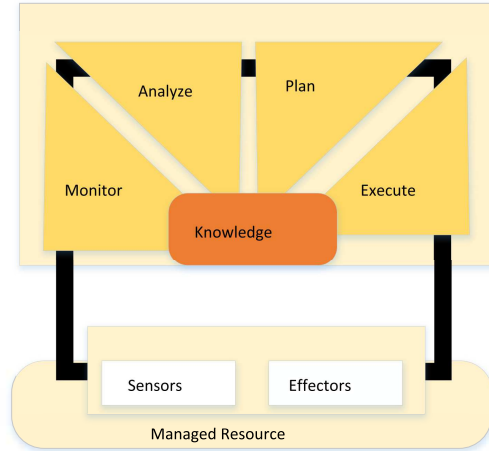 Analyze
Plan
Monitor
Execute
Knowledge
Sensors
Effectors
Managed Resource